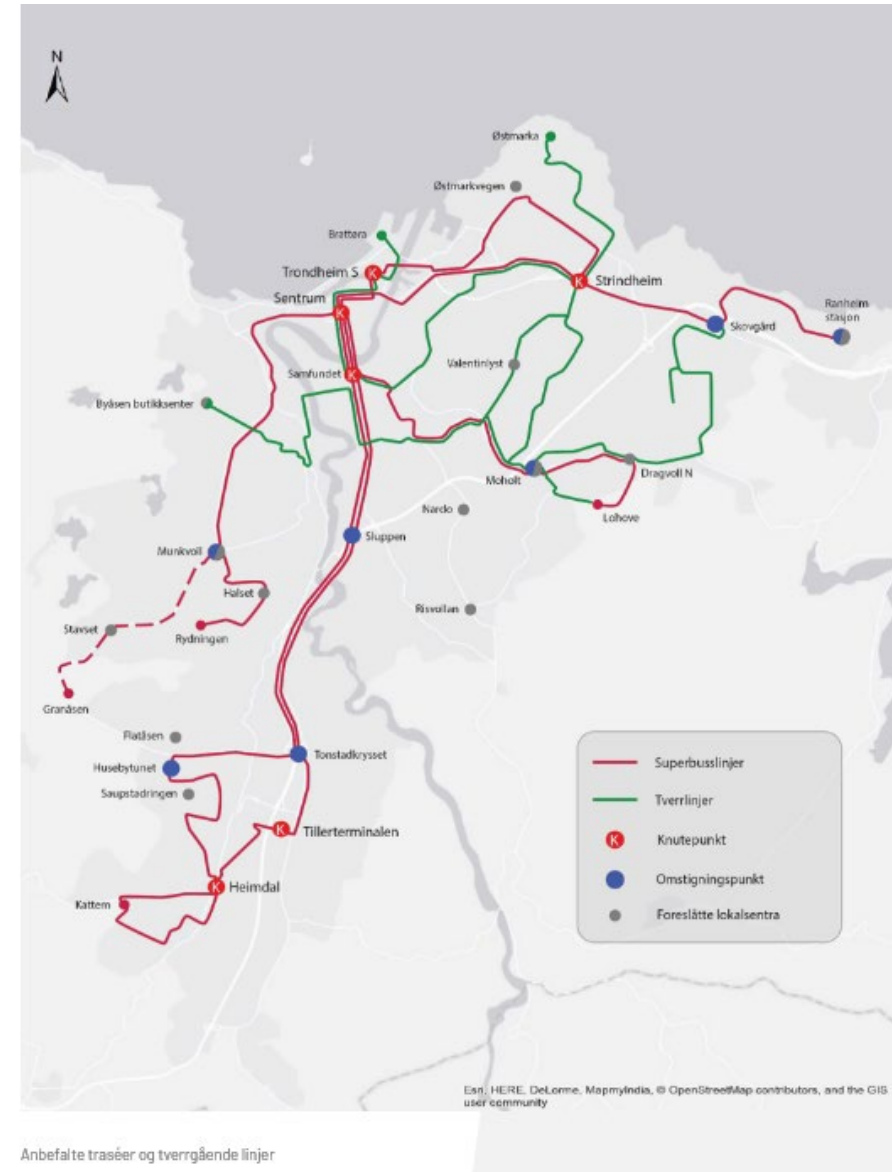 N
Østmarka
Østmarkvegen
Brattøra
Trondheim S
Strindheim
Sentrum
Ranheim
stasjon
Skovgård
Samfundet
Valentinlyst
Byåsen butikksenter
Moholt
Dragvoll N
Nardo
Lohove
Sluppen
Munkvoll
Halset
Risvollan
Stavset
Rydningen
Granåsen
Flatåsen
Tonstadkrysset
Husebytunet
Saupstadringen
Tillerterminalen
Heimdal
Kattem
Superbusslinjer
Tverrlinjer
K Knutepunkt
Omstigningspunkt
Foreslåtte lokalsentra
Esri, HERE, DeLorme, MapmyIndia, © OpenStreetMap contributors, and the GIS
user community
Anbefalte traséer og tverrgående linjer